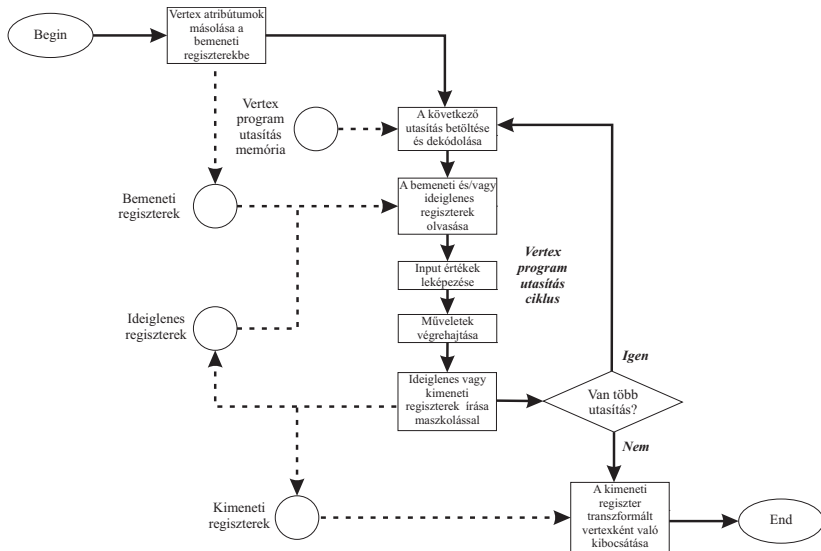 Begin
Vertex atribútumok
másolása a
bemeneti
regiszterekbe
Vertex
program
utasítás
memória
A következő
utasítás betöltése
és dekódolása
Bemeneti
regiszterek
A bemeneti és/vagy
ideiglenes
regiszterek
olvasása
Vertex
program
utasítás
ciklus
Input értékek
leképezése
Ideiglenes
regiszterek
Műveletek
végrehajtása
Igen
Ideiglenes vagy
kimeneti
regiszterek írása
maszkolással
Van több
utasítás?
Nem
Kimeneti
regiszterek
A kimeneti
regiszter
transzformált
vertexként való
kibocsátása
End